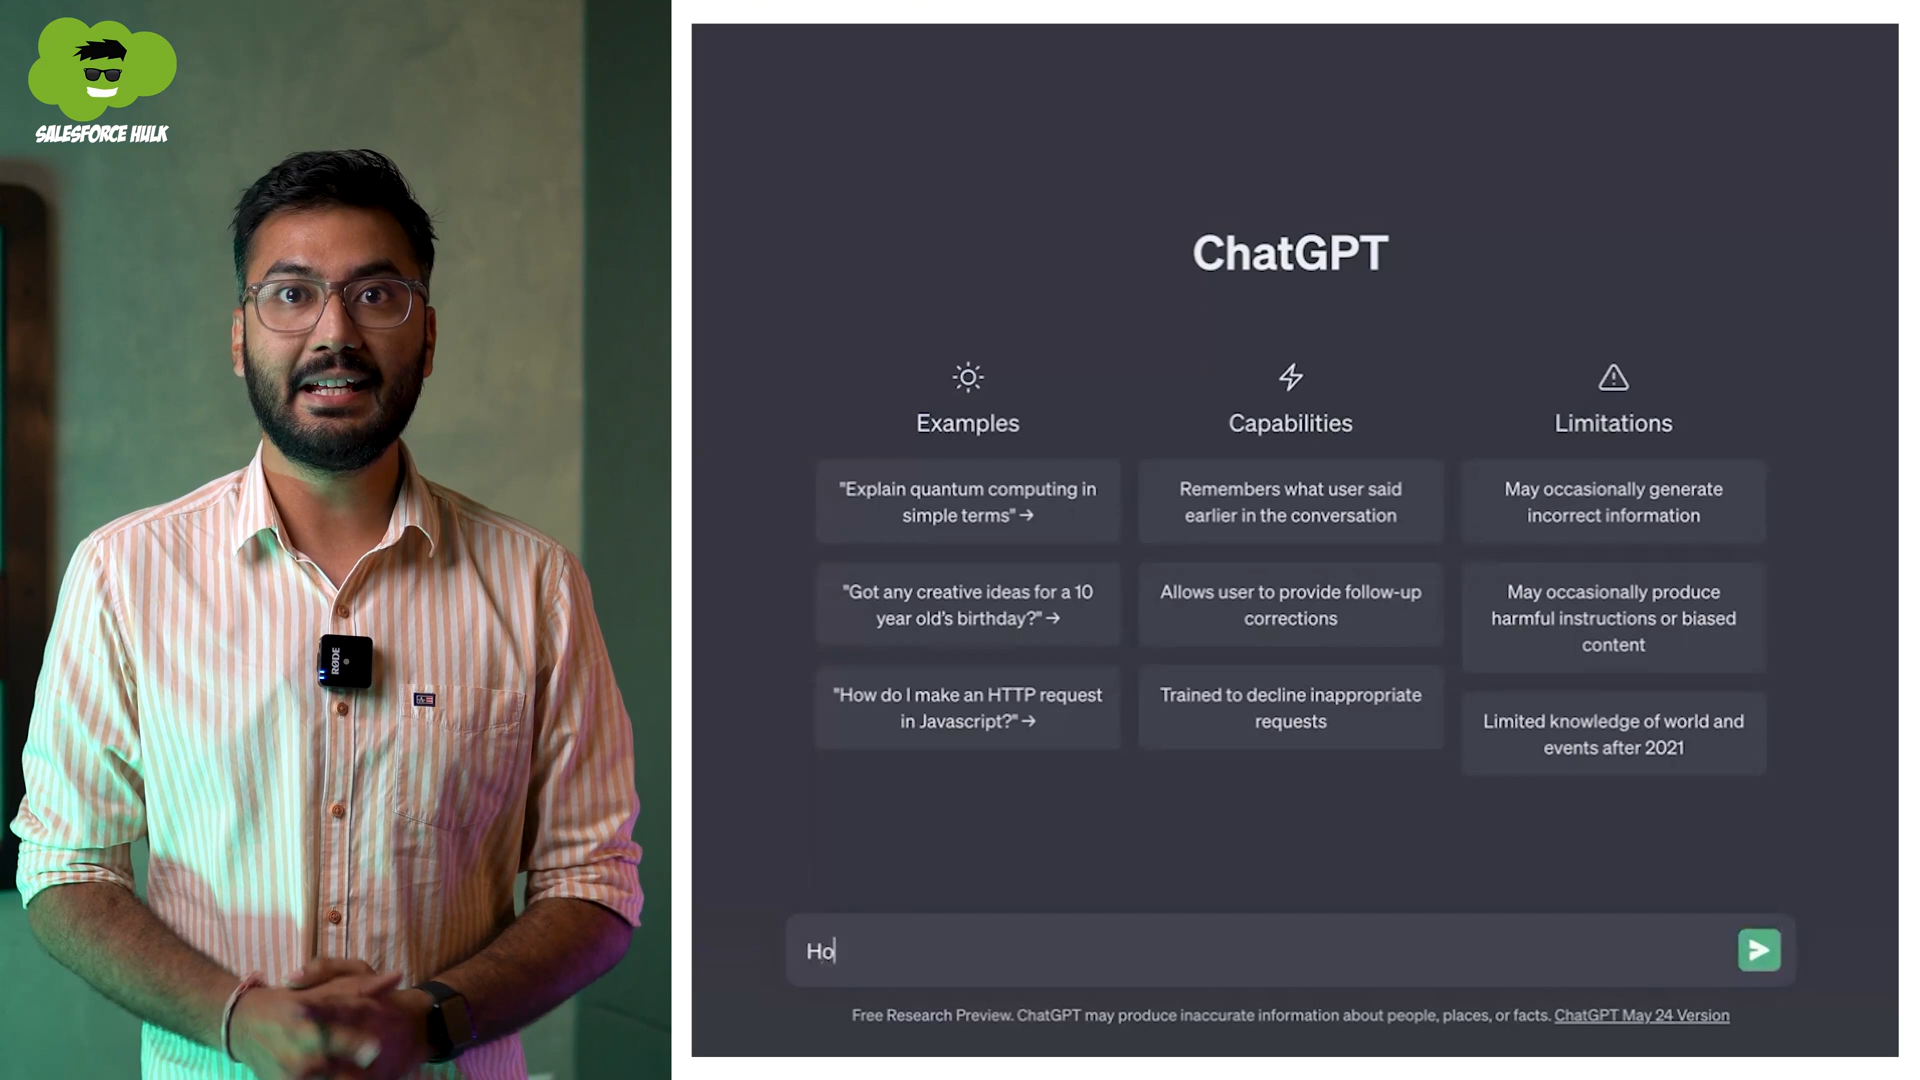 SALESFORCE HULK
RØDE
ChatGPT
Examples
"Explain quantum computing in
simple terms" →
"Got any creative ideas for a 10
year old's birthday?" →
"How do I make an HTTP request
in Javascript?" →
Capabilities
Remembers what user said
earlier in the conversation
Allows user to provide follow-up
corrections
Trained to decline inappropriate
requests
Limitations
May occasionally generate
incorrect information
May occasionally produce
harmful instructions or biased
content
Limited knowledge of world and
events after 2021
Ho
Free Research Preview. ChatGPT may produce inaccurate information about people, places, or facts. ChatGPT May 24 Version